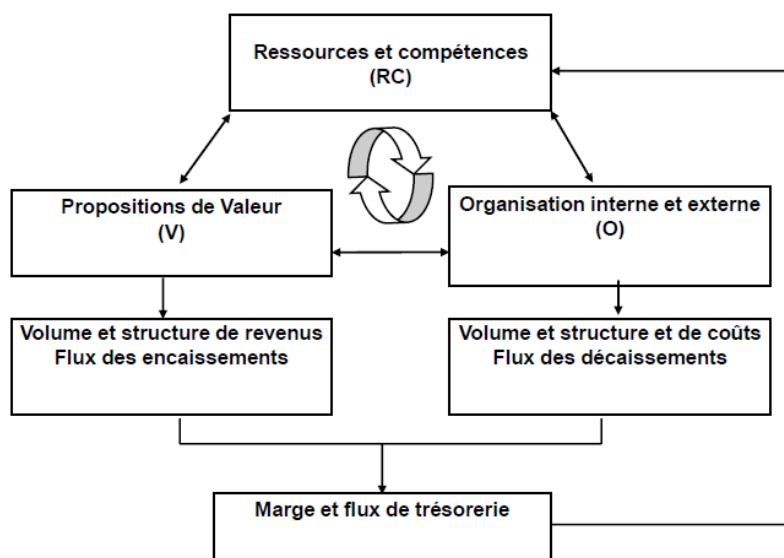 Ressources et compétences
(RC)
Propositions de Valeur
(V)
Organisation interne et externe
(O)
Volume et structure de revenus
Flux des encaissements
Volume et structure et de coûts
Flux des décaissements
Marge et flux de trésorerie